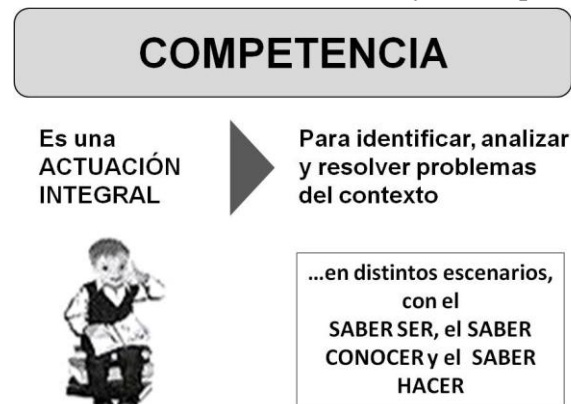 COMPETENCIA
Es una
ACTUACIÓN
INTEGRAL
Para identificar, analizar
y resolver problemas
del contexto
...en distintos escenarios,
con el
SABER SER, el SABER
CONOCER y el SABER
HACER